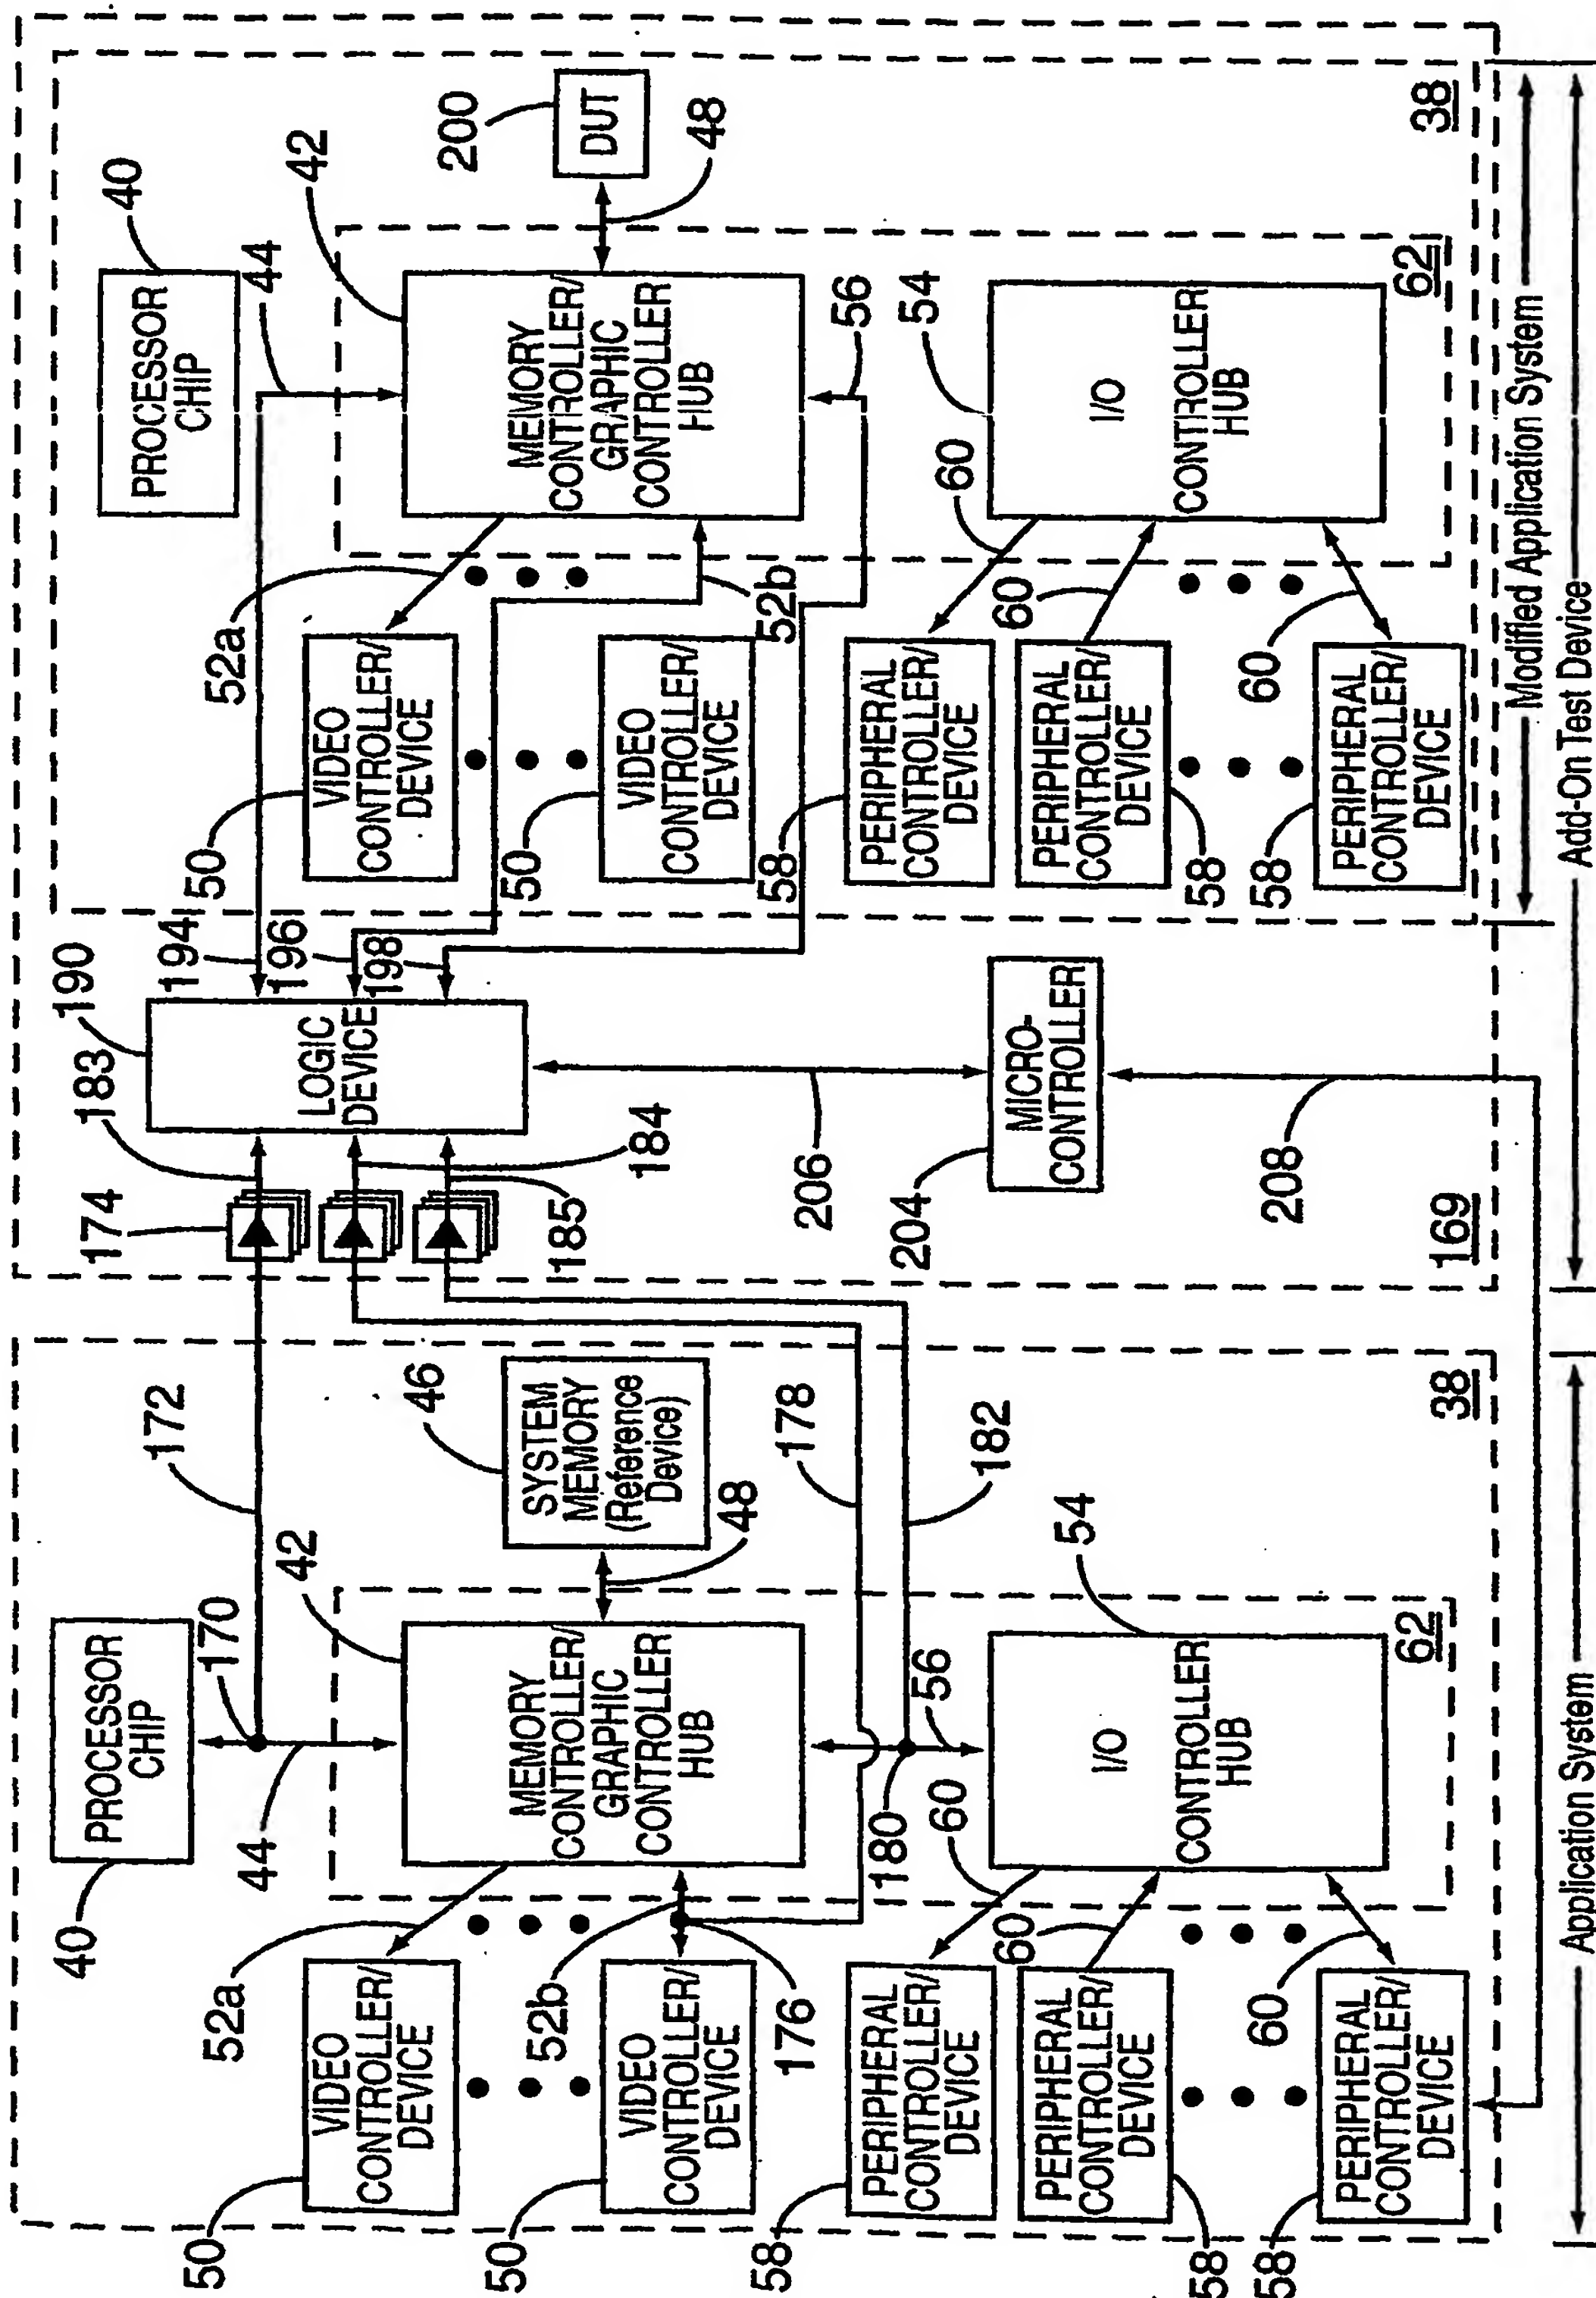 40
PROCESSOR
CHIP
170
172
44
42
MEMORY
CONTROLLER/
GRAPHIC
CONTROLLER
HUB
48
46
SYSTEM
MEMORY
(Reference
Device)
52a
50
VIDEO
CONTROLLER/
DEVICE
52b
50
VIDEO
CONTROLLER/
DEVICE
176
178
180
182
56
54
I/O
CONTROLLER
HUB
62
60
58
PERIPHERAL
CONTROLLER/
DEVICE
60
58
PERIPHERAL
CONTROLLER/
DEVICE
60
58
PERIPHERAL
CONTROLLER/
DEVICE
38
Application System
174
183
184
185
190
LOGIC
DEVICE
194
196
198
206
204
MICRO-
CONTROLLER
208
169
40
PROCESSOR
CHIP
44
42
MEMORY
CONTROLLER/
GRAPHIC
CONTROLLER
HUB
48
200
DUT
52a
50
VIDEO
CONTROLLER/
DEVICE
52b
50
VIDEO
CONTROLLER/
DEVICE
56
54
I/O
CONTROLLER
HUB
62
60
58
PERIPHERAL
CONTROLLER/
DEVICE
60
58
PERIPHERAL
CONTROLLER/
DEVICE
60
58
PERIPHERAL
CONTROLLER/
DEVICE
38
Modified Application System
Add-On Test Device